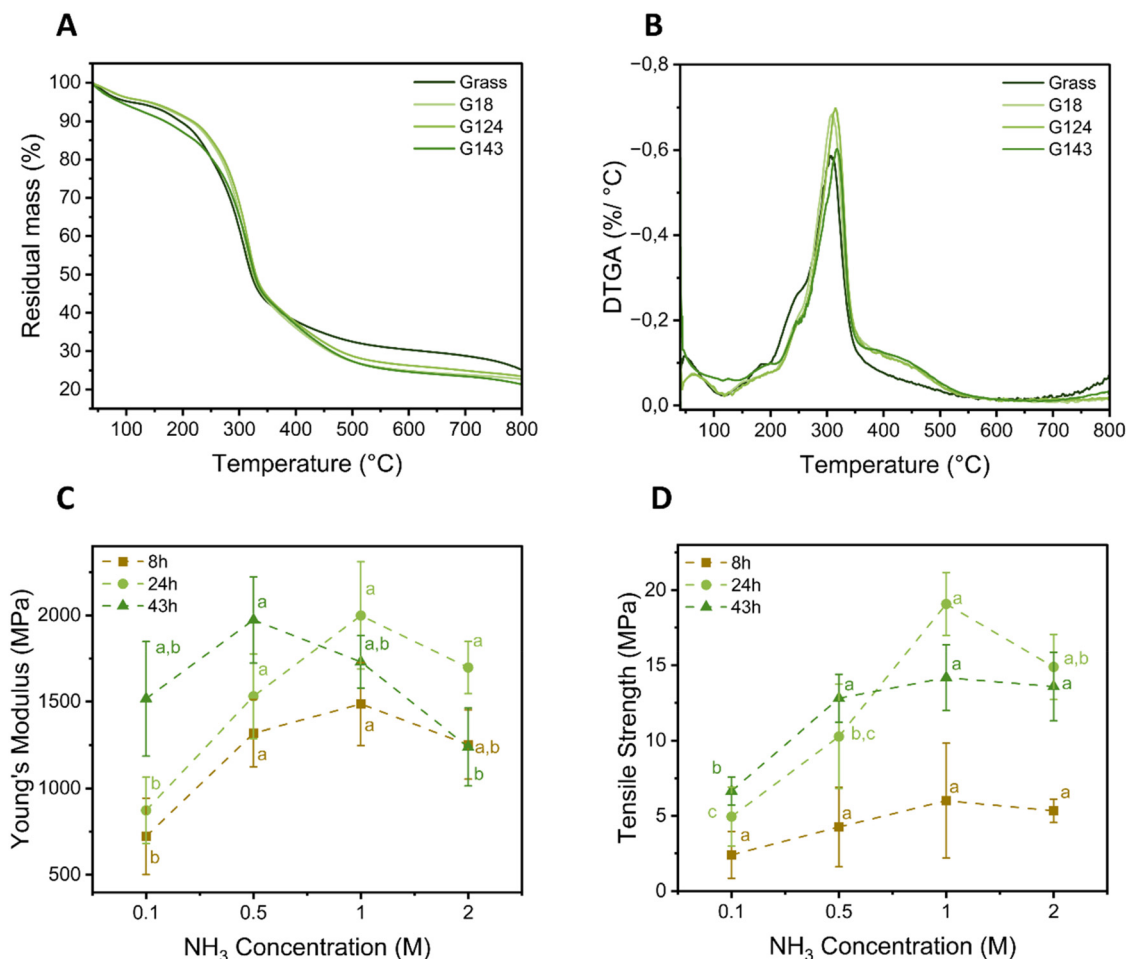 A
Residual mass (%)
100
90
80
70
60
50
40
30
20
Grass
G18
G124
G143
100 200 300 400 500 600 700 800
Temperature (°C)
B
DTGA (%/ °C)
−0,8
−0,6
−0,4
−0,2
0,0
Grass
G18
G124
G143
100 200 300 400 500 600 700 800
Temperature (°C)
C
Young's Modulus (MPa)
2000
1500
1000
500
8h
24h
43h
a,b
b
b
a
a
a
a
a,b
a
a
a,b
b
0.1 0.5 1 2
NH₃ Concentration (M)
D
Tensile Strength (MPa)
20
15
10
5
0
8h
24h
43h
b
c
a
a
b,c
a
a
a
a
a,b
a
a
0.1 0.5 1 2
NH₃ Concentration (M)